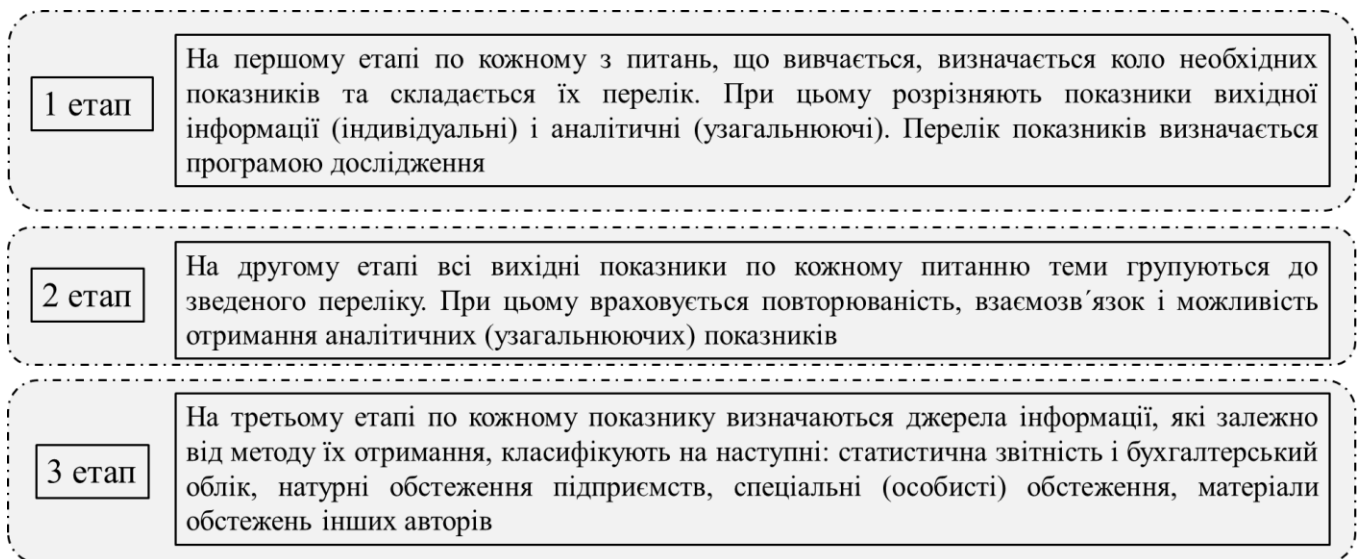 1 етап
На першому етапі по кожному з питань, що вивчається, визначається коло необхідних
показників та складається їх перелік. При цьому розрізняють показники вихідної
інформації (індивідуальні) і аналітичні (узагальнюючі). Перелік показників визначається
програмою дослідження
2 етап
На другому етапі всі вихідні показники по кожному питанню теми групуються до
зведеного переліку. При цьому враховується повторюваність, взаємозв´язок і можливість
отримання аналітичних (узагальнюючих) показників
3 етап
На третьому етапі по кожному показнику визначаються джерела інформації, які залежно
від методу їх отримання, класифікують на наступні: статистична звітність і бухгалтерський
облік, натурні обстеження підприємств, спеціальні (особисті) обстеження, матеріали
обстежень інших авторів